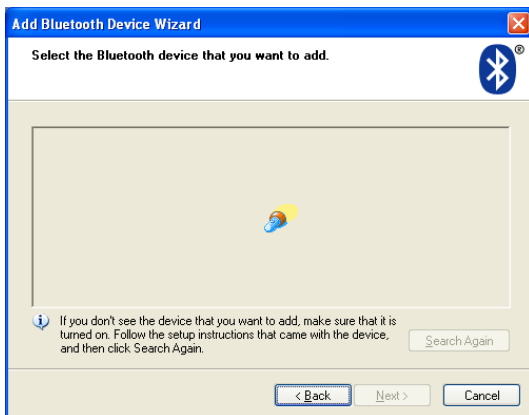 Add Bluetooth Device Wizard
Select the Bluetooth device that you want to add.
®
If you don't see the device that you want to add, make sure that it is
turned on. Follow the setup instructions that came with the device,
and then click Search Again.
Search Again
< Back
Next >
Cancel